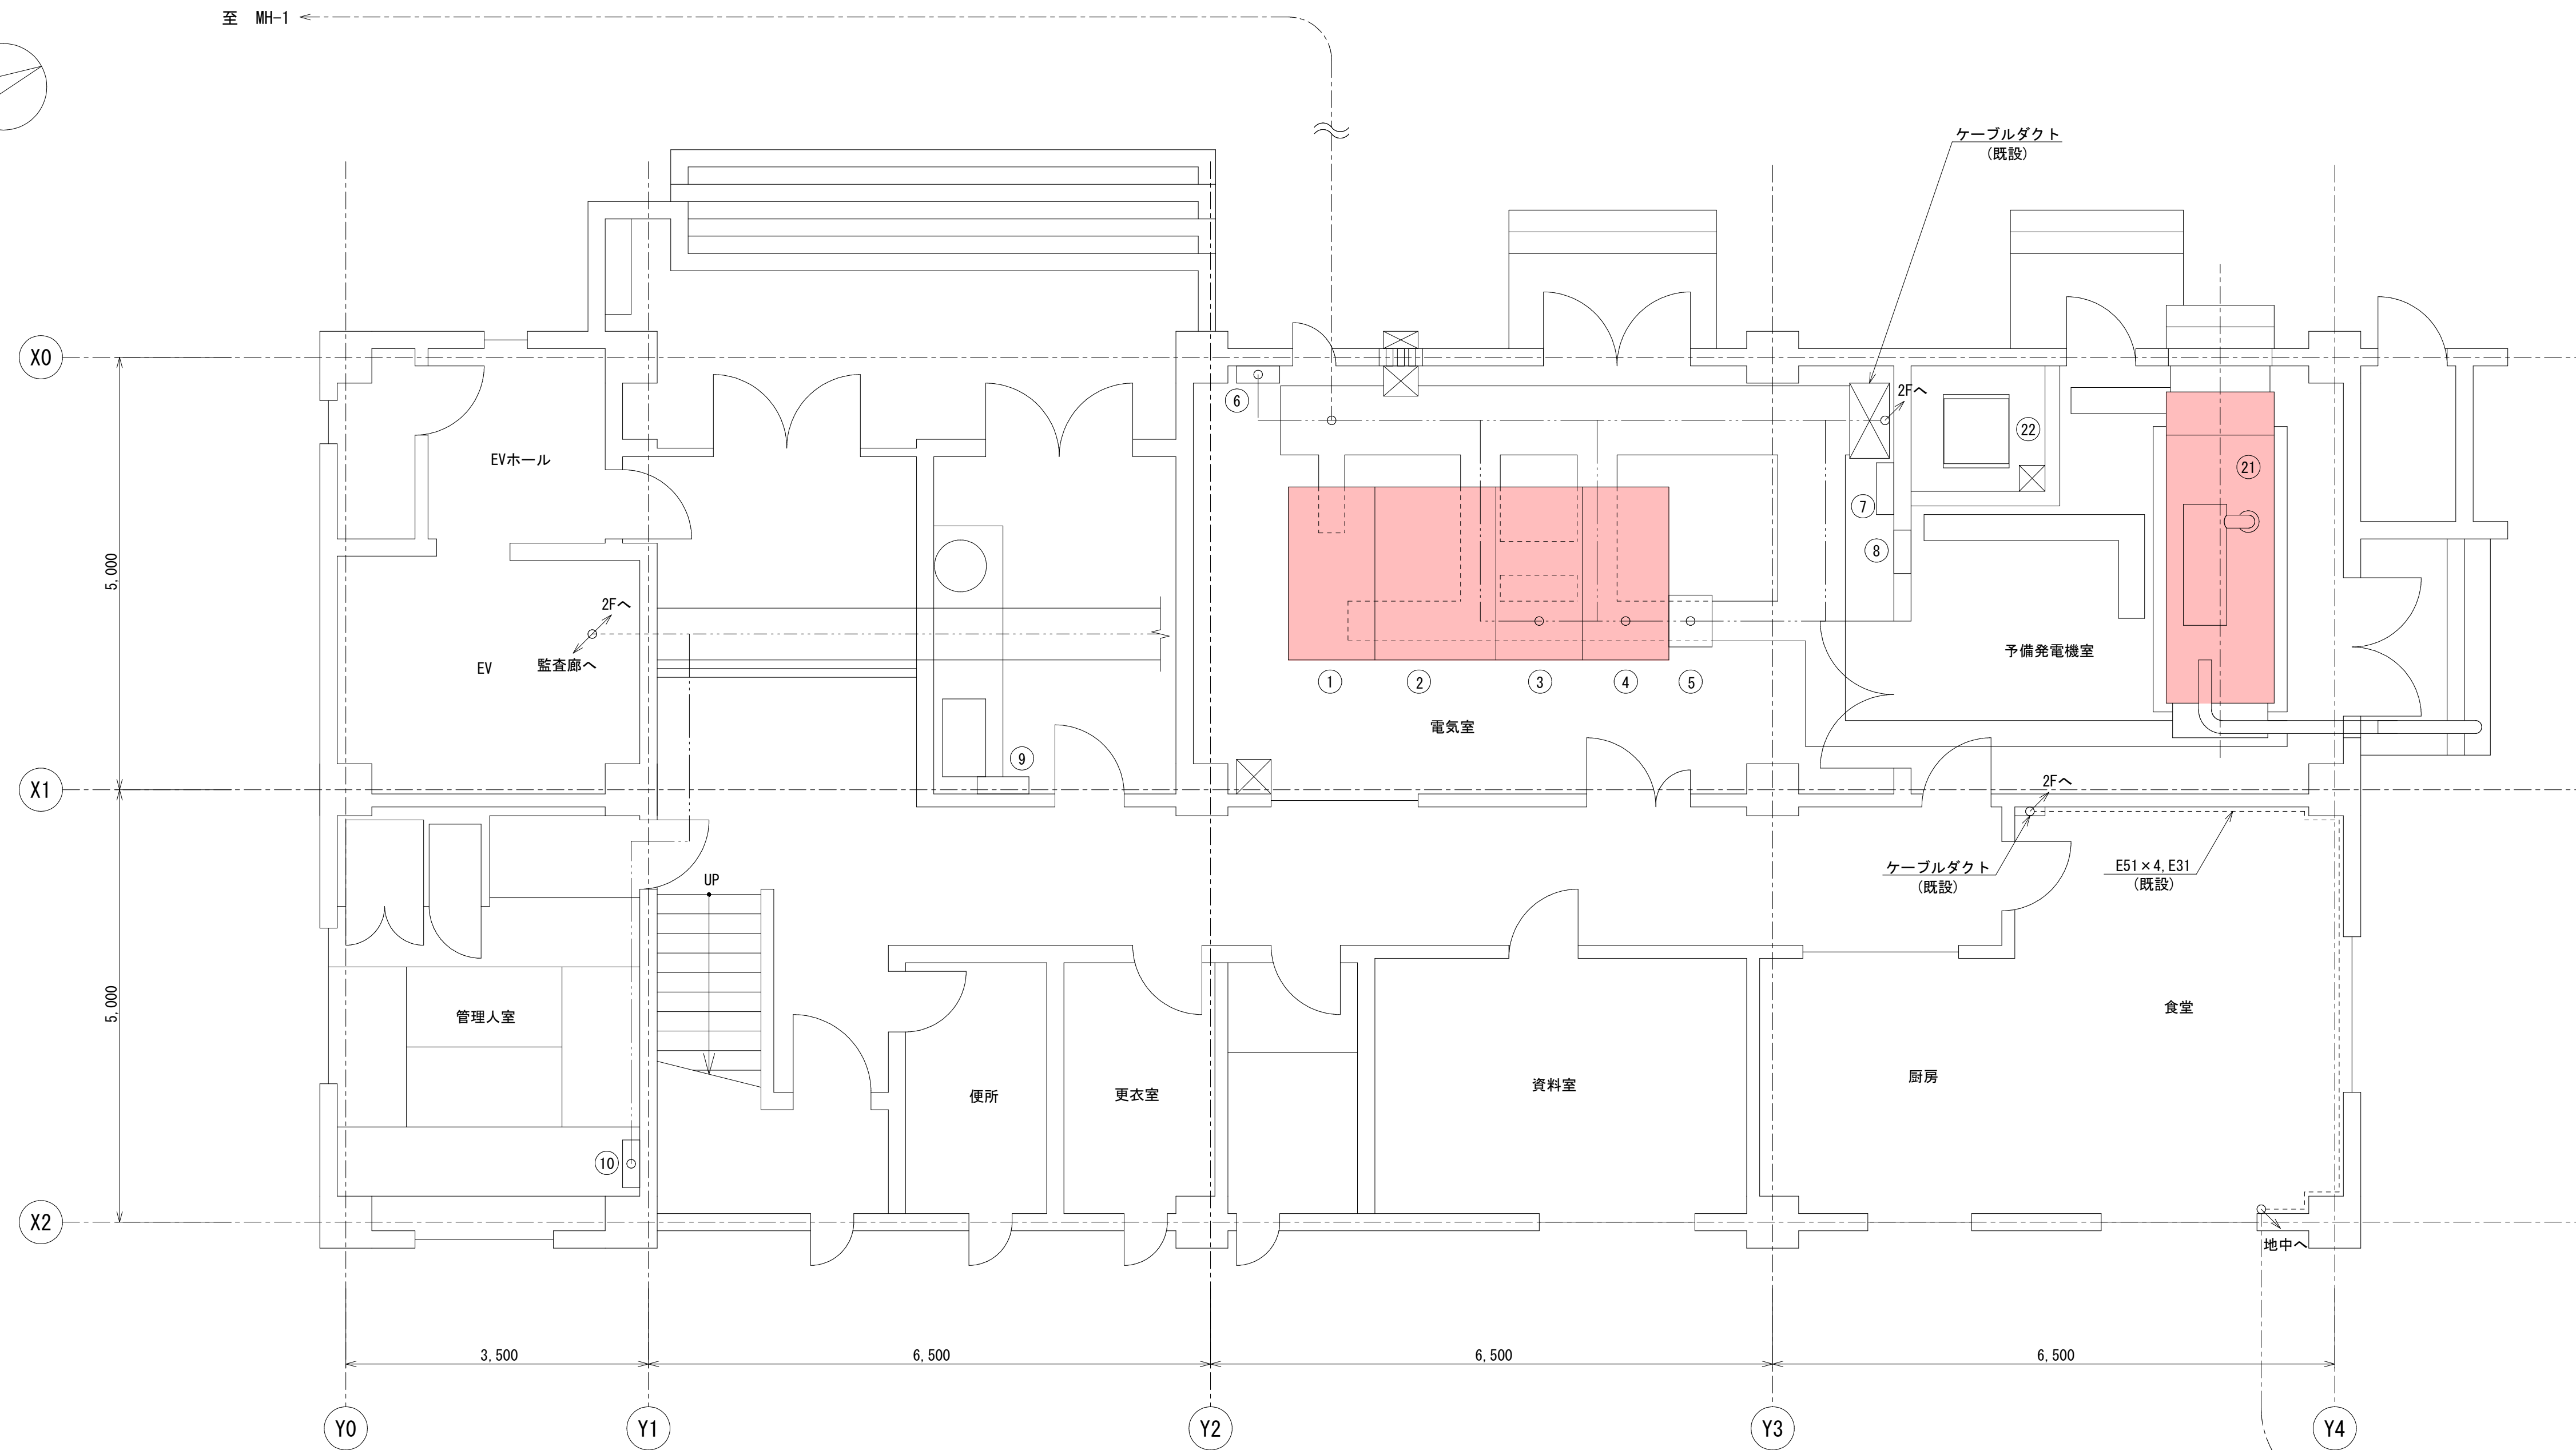 至 MH-1
ケーブルダクト
(既設)
X0
2Fへ
6
22
EVホール
21
7
8
5,000
2Fへ
監査廊へ
EV
予備発電機室
1
2
3
4
5
電気室
9
X1
2Fへ
ケーブルダクト
(既設)
E51×4,E31
(既設)
UP
5,000
管理人室
食堂
厨房
資料室
便所
更衣室
10
X2
地中へ
3,500
6,500
6,500
6,500
Y0
Y1
Y2
Y3
Y4